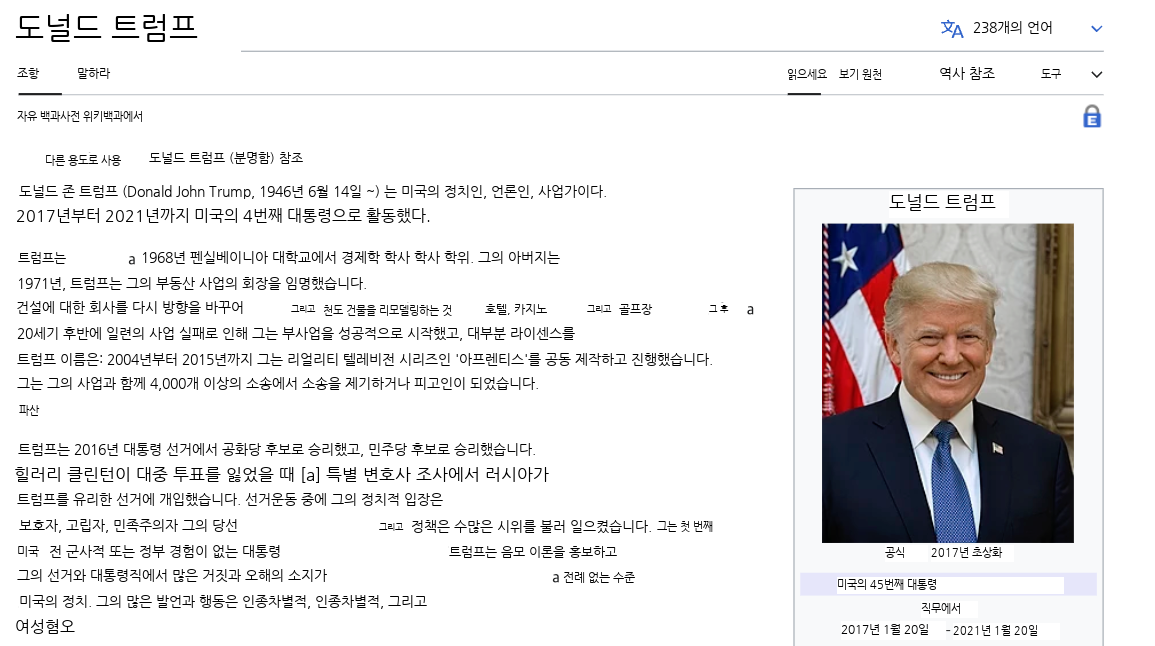 도널드 트럼프
238개의 언어
조항 말하라 읽으세요 보기 원천 역사 참조 도구
자유 백과사전 위키백과에서
E
다른 용도로 사용 도널드 트럼프 (분명함) 참조
도널드 존 트럼프 (Donald John Trump, 1946년 6월 14일 ~) 는 미국의 정치인, 언론인, 사업가이다.
2017년부터 2021년까지 미국의 4번째 대통령으로 활동했다.
트럼프는 a 1968년 펜실베이니아 대학교에서 경제학 학사 학사 학위. 그의 아버지는
1971년, 트럼프는 그의 부동산 사업의 회장을 임명했습니다.
건설에 대한 회사를 다시 방향을 바꾸어 그리고 천도 건물을 리모델링하는 것 호텔, 카지노 그리고 골프장 그 후 a
20세기 후반에 일련의 사업 실패로 인해 그는 부사업을 성공적으로 시작했고, 대부분 라이센스를
트럼프 이름은: 2004년부터 2015년까지 그는 리얼리티 텔레비전 시리즈인 '아프렌티스'를 공동 제작하고 진행했습니다.
그는 그의 사업과 함께 4,000개 이상의 소송에서 소송을 제기하거나 피고인이 되었습니다.
파산
트럼프는 2016년 대통령 선거에서 공화당 후보로 승리했고, 민주당 후보로 승리했습니다.
힐러리 클린턴이 대중 투표를 잃었을 때 [a] 특별 변호사 조사에서 러시아가
트럼프를 유리한 선거에 개입했습니다. 선거운동 중에 그의 정치적 입장은
보호자, 고립자, 민족주의자 그의 당선 그리고 정책은 수많은 시위를 불러 일으켰습니다. 그는 첫 번째
미국 전 군사적 또는 정부 경험이 없는 대통령 트럼프는 음모 이론을 홍보하고
그의 선거와 대통령직에서 많은 거짓과 오해의 소지가 a 전례 없는 수준
미국의 정치. 그의 많은 발언과 행동은 인종차별적, 인종차별적, 그리고
여성혐오
도널드 트럼프
공식 2017년 초상화
미국의 45번째 대통령
직무에서
2017년 1월 20일 – 2021년 1월 20일